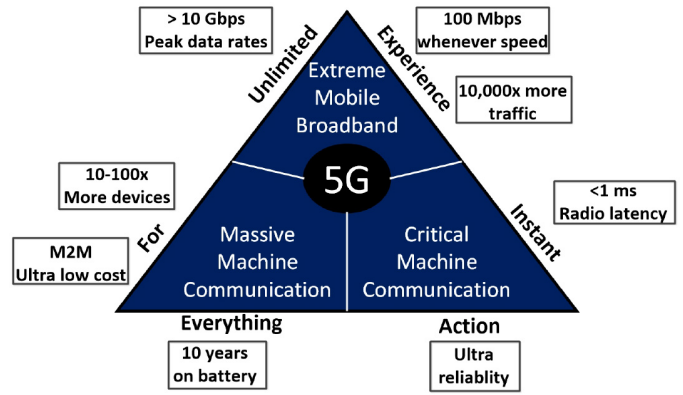 > 10 Gbps
Peak data rates
100 Mbps
whenever speed
Unlimited
Experience
Extreme
Mobile
Broadband
10,000x more
traffic
5G
10-100x
More devices
<1 ms
Radio latency
For
Instant
M2M
Ultra low cost
Massive
Machine
Communication
Critical
Machine
Communication
Everything
Action
10 years
on battery
Ultra
reliablity